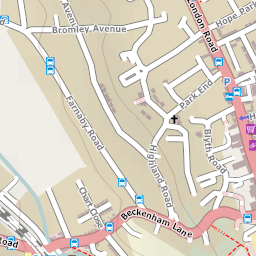 Avenue
Bromley Avenue
London Road
Hope Park
Farnaby Road
Park End
P
Blyth Road
Highland Road
Chart Close
Beckenham Lane
Road